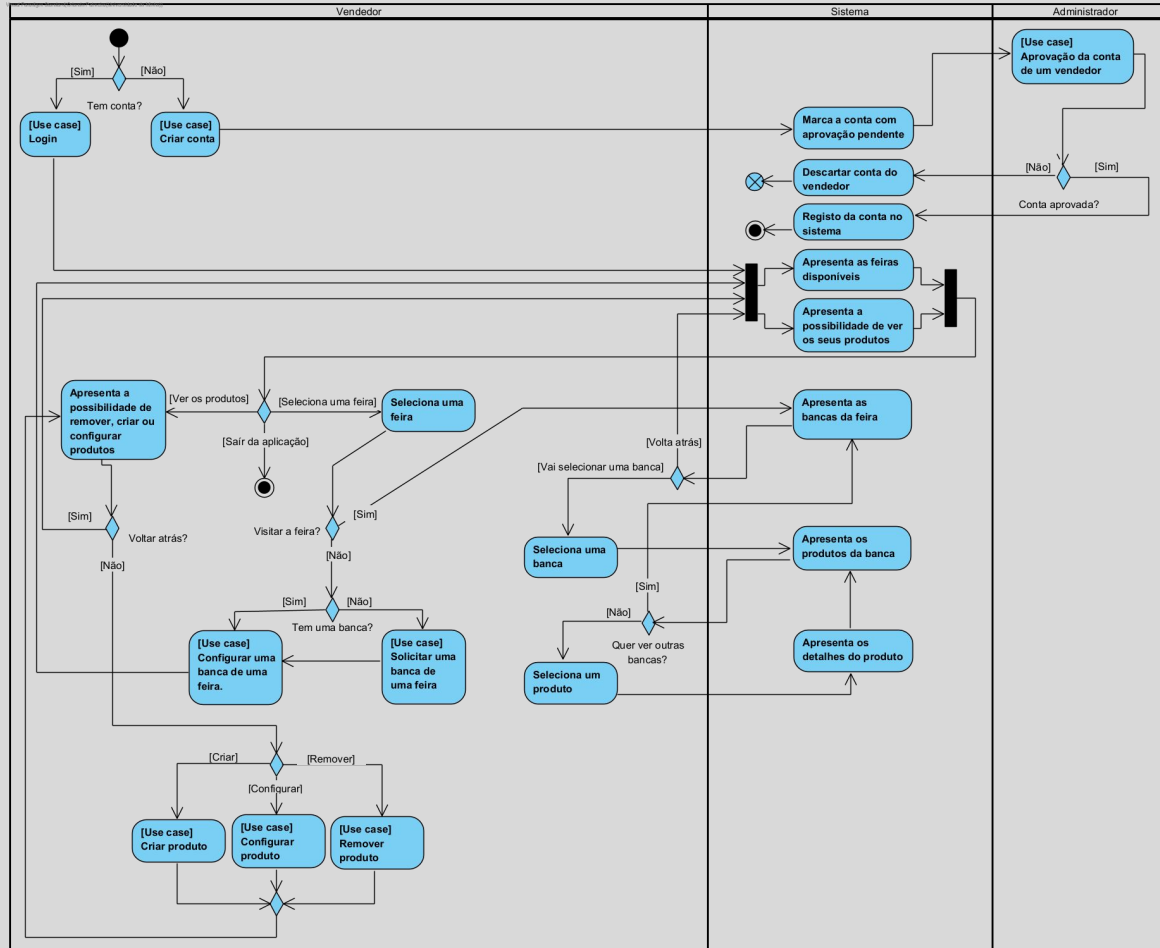 Vendedor
Sistema
Administrador
[Sim]
[Não]
Tem conta?
[Use case]
Login
[Use case]
Criar conta
Marca a conta com
aprovação pendente
[Use case]
Aprovação da conta
de um vendedor
[Não]
[Sim]
Conta aprovada?
Descartar conta do
vendedor
Registo da conta no
sistema
Apresenta as feiras
disponíveis
Apresenta a
possibilidade de ver
os seus produtos
Apresenta a
possibilidade de
remover, criar ou
configurar
produtos
[Ver os produtos]
[Seleciona uma feira]
[Saír da aplicação]
Seleciona uma
feira
Apresenta as
bancas da feira
[Volta atrás]
[Vai selecionar uma banca]
[Sim]
Voltar atrás?
[Não]
Visitar a feira?
[Sim]
[Não]
Seleciona uma
banca
Apresenta os
produtos da banca
[Sim]
[Não]
Tem uma banca?
[Use case]
Configurar uma
banca de uma
feira.
[Use case]
Solicitar uma
banca de
uma feira
[Sim]
[Não]
Quer ver outras
bancas?
Seleciona um
produto
Apresenta os
detalhes do produto
[Criar]
[Remover]
[Configurar]
[Use case]
Criar produto
[Use case]
Configurar
produto
[Use case]
Remover
produto